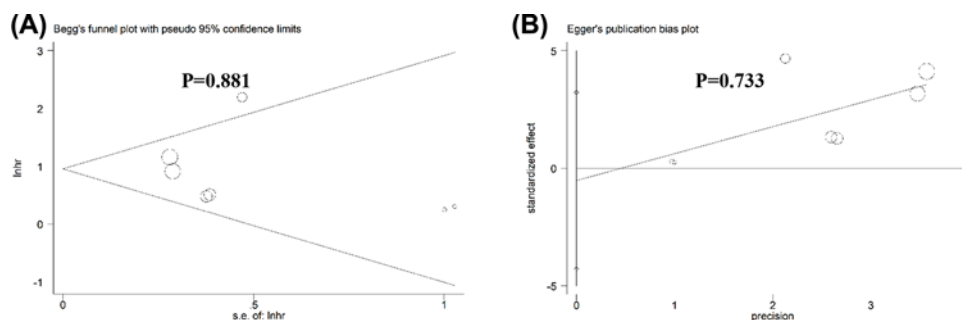 (A)
Begg's funnel plot with pseudo 95% confidence limits
P=0.881
3
2
1
0
-1
lnhr
0
.5
1
s.e. of: lnhr
(B)
Egger's publication bias plot
P=0.733
5
0
-5
standardized effect
0
1
2
3
precision